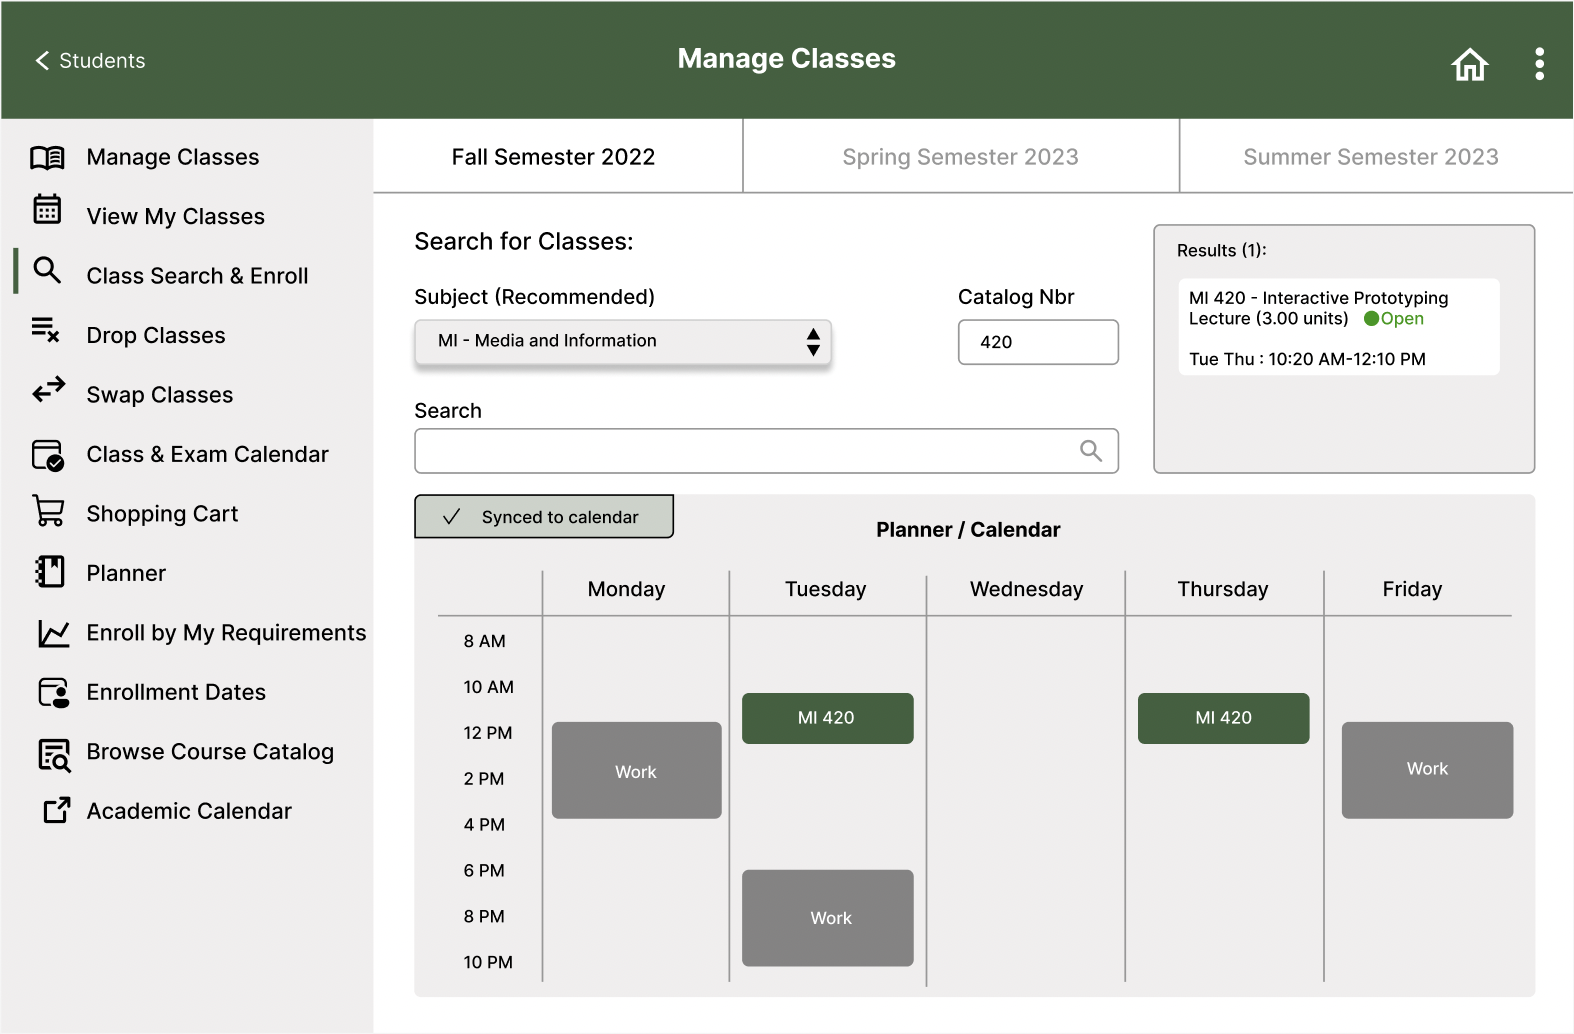 Students
Manage Classes
Manage Classes
View My Classes
Class Search & Enroll
Drop Classes
Swap Classes
Class & Exam Calendar
Shopping Cart
Planner
Enroll by My Requirements
Enrollment Dates
Browse Course Catalog
Academic Calendar
Fall Semester 2022
Spring Semester 2023
Summer Semester 2023
Search for Classes:
Subject (Recommended)
MI - Media and Information
Catalog Nbr
420
Search
Results (1):
MI 420 - Interactive Prototyping
Lecture (3.00 units) Open
Tue Thu : 10:20 AM-12:10 PM
Synced to calendar
Planner / Calendar
Monday
Tuesday
Wednesday
Thursday
Friday
8 AM
10 AM
12 PM
2 PM
4 PM
6 PM
8 PM
10 PM
Work
MI 420
Work
MI 420
Work